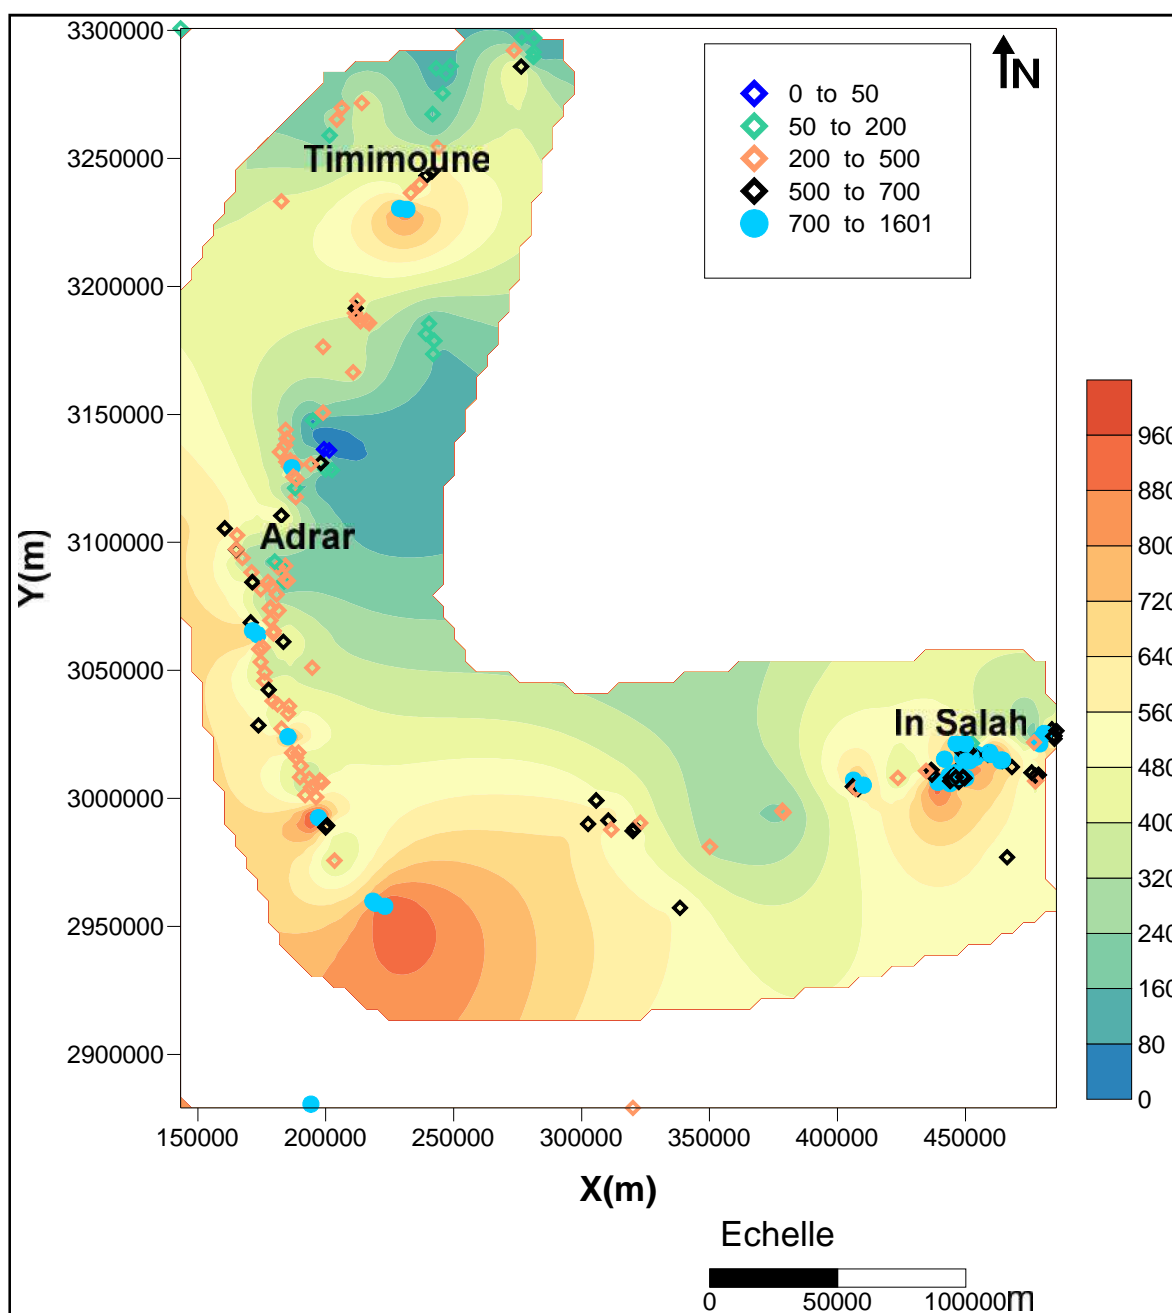 3300000
3250000
3200000
3150000
3100000
3050000
3000000
2950000
2900000
Y(m)
N
0 to 50
50 to 200
200 to 500
500 to 700
700 to 1601
Timimoune
Adrar
In Salah
960
880
800
720
640
560
480
400
320
240
160
80
0
150000 200000 250000 300000 350000 400000 450000
X(m)
Echelle
0 50000 100000m